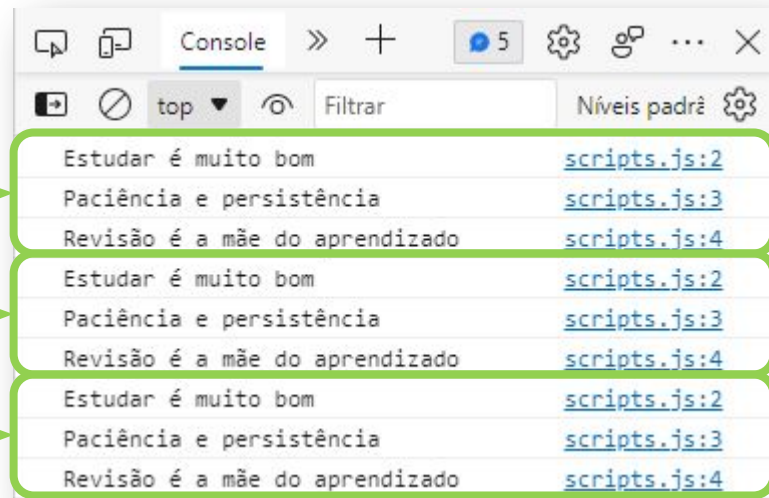 Console 5
top Filtrar Níveis padrê
Estudar é muito bom scripts.js:2
Paciência e persistência scripts.js:3
Revisão é a mãe do aprendizado scripts.js:4
Estudar é muito bom scripts.js:2
Paciência e persistência scripts.js:3
Revisão é a mãe do aprendizado scripts.js:4
Estudar é muito bom scripts.js:2
Paciência e persistência scripts.js:3
Revisão é a mãe do aprendizado scripts.js:4